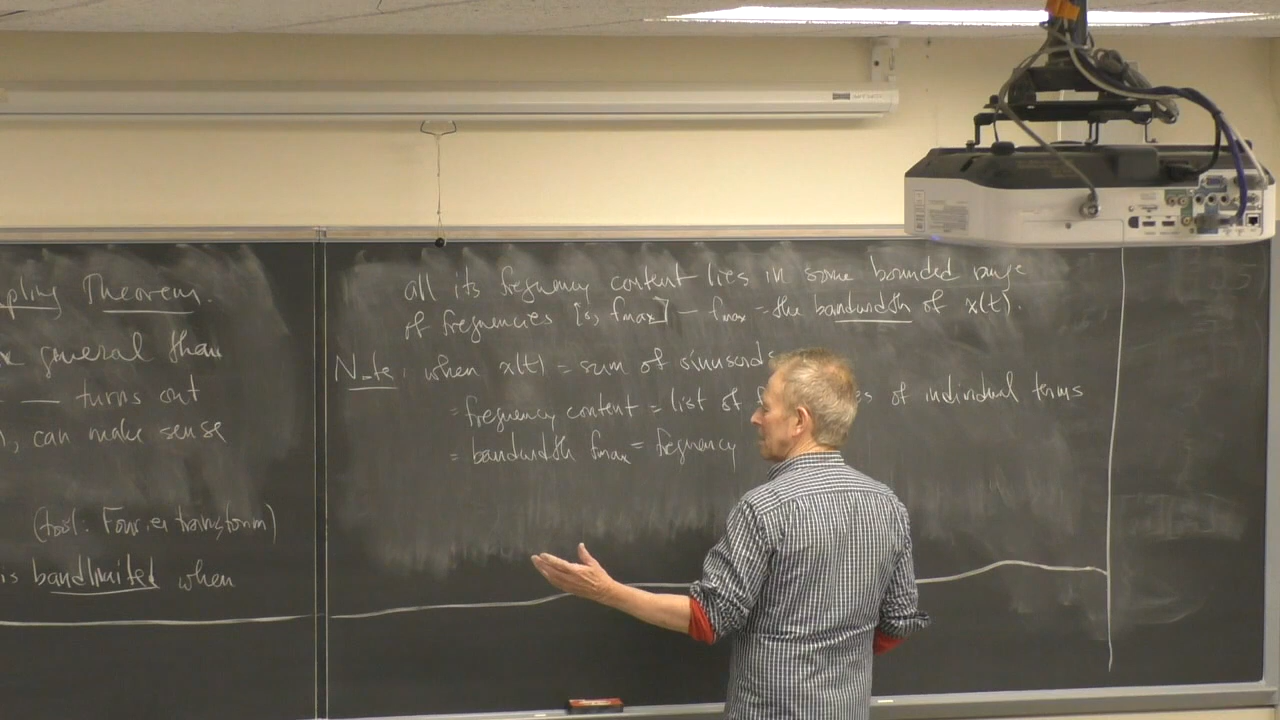 Theorem.
general than
— turns out
, can make sense
(tool: Fourier transform)
is bandlimited when
all its frequency content lies in some bounded range
of frequencies [0, fmax] – fmax = the bandwidth of x(t).
Note: when x(t) = sum of sinusoids
= frequency content = list of of individual terms
= bandwidth fmax = frequency